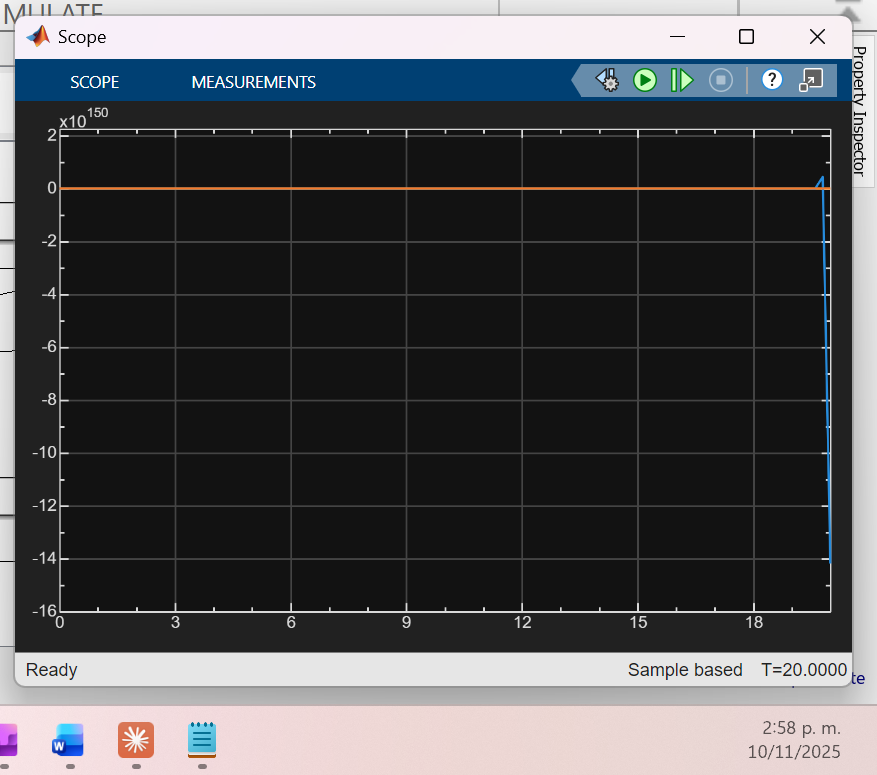 MULATE
Scope
SCOPE
MEASUREMENTS
?
Property Inspector
x10^150
2
0
-2
-4
-6
-8
-10
-12
-14
-16
0 3 6 9 12 15 18
Ready
Sample based T=20.0000
te
W
2:58 p. m.
10/11/2025